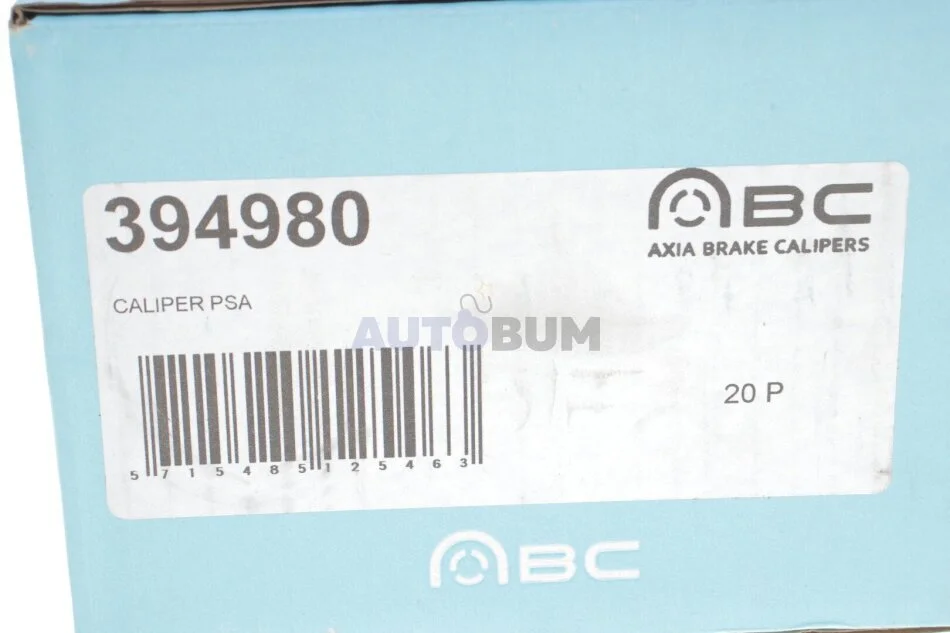 394980
ABC
AXIA BRAKE CALIPERS
CALIPER PSA
AUTOBUM
20 P
5 715485 125463
ABC